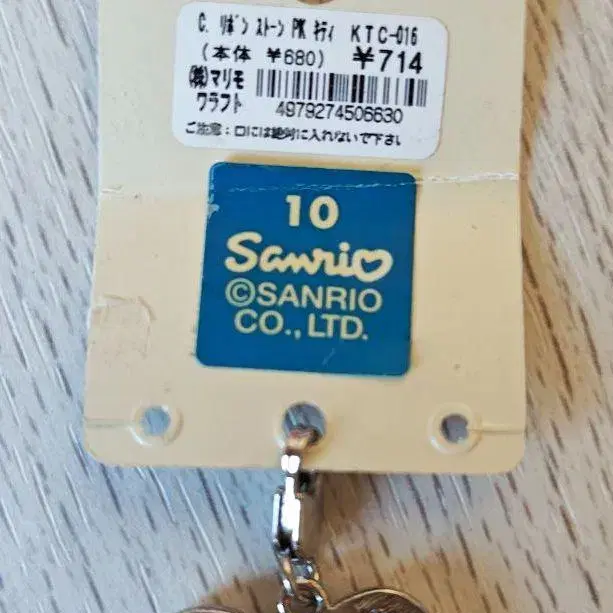 C. ﾘﾎﾞﾝ ｽﾄｰﾝ PK ｷﾃｨ KTC-016
(本体 ¥680) ¥714
㈱マリモ
クラフト
4979274506630
ご注意：口には絶対に入れないで下さい
10
Sanrio
©SANRIO
CO., LTD.